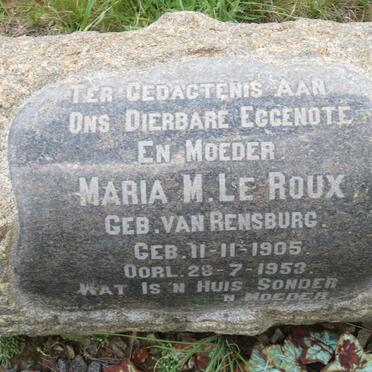 TER GEDACTENIS AAN
ONS DIERBARE EGGENOTE
EN MOEDER
MARIA M. LE ROUX
GEB. VAN RENSBURG.
GEB. 11-11-1905.
OORL. 28-7-1953.
WAT IS 'N HUIS SONDER
'N MOEDER